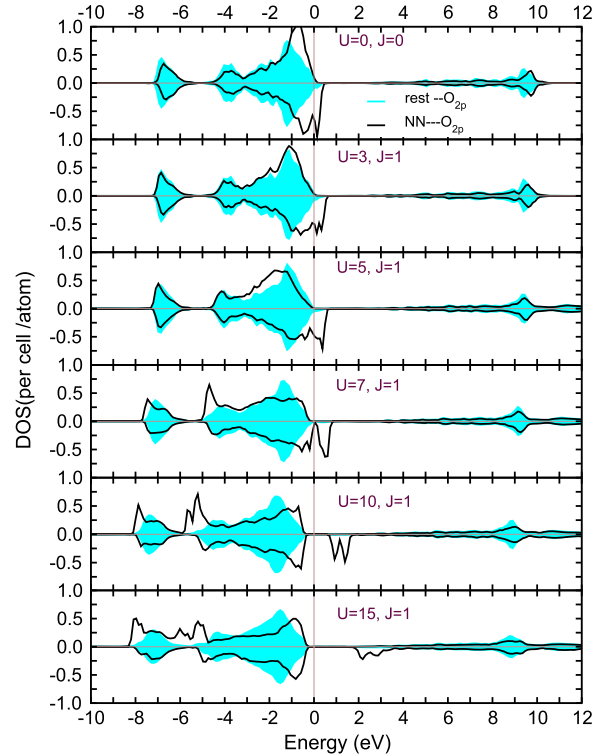 1.0
0.5
0.0
-0.5
1.0
0.5
0.0
-0.5
1.0
0.5
0.0
-0.5
1.0
0.5
0.0
-0.5
1.0
0.5
0.0
-0.5
1.0
0.5
0.0
-0.5
-1.0
DOS(per cell /atom)
-10 -8 -6 -4 -2 0 2 4 6 8 10 12
U=0, J=0
rest --O2p
NN---O2p
U=3, J=1
U=5, J=1
U=7, J=1
U=10, J=1
U=15, J=1
-10 -8 -6 -4 -2 0 2 4 6 8 10 12
Energy (eV)